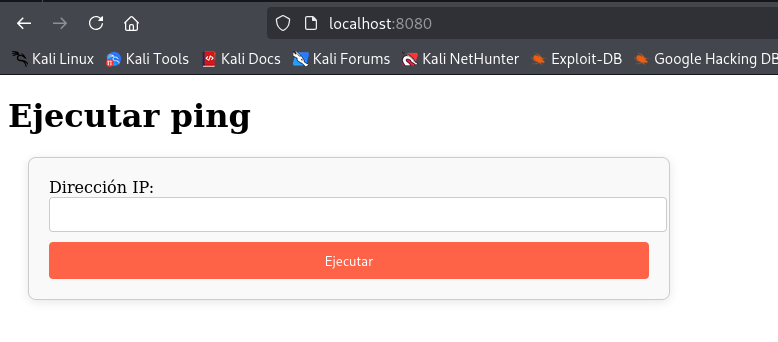 localhost:8080
Kali Linux Kali Tools Kali Docs Kali Forums Kali NetHunter Exploit-DB Google Hacking DB
Ejecutar ping
Dirección IP:
Ejecutar